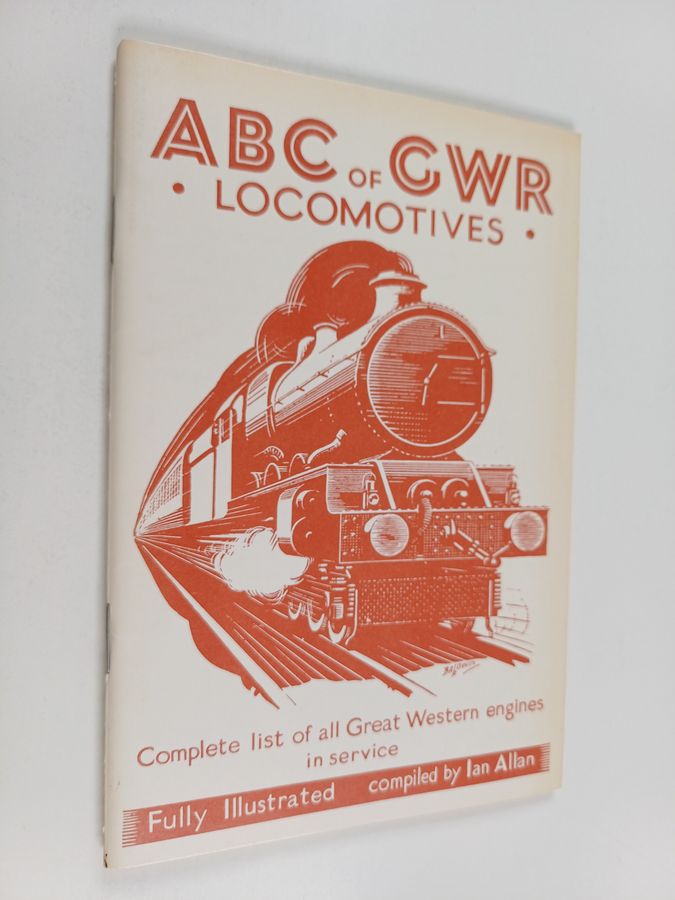 ABC OF GWR
• LOCOMOTIVES •
Complete list of all Great Western engines
in service
Fully Illustrated compiled by Ian Allan